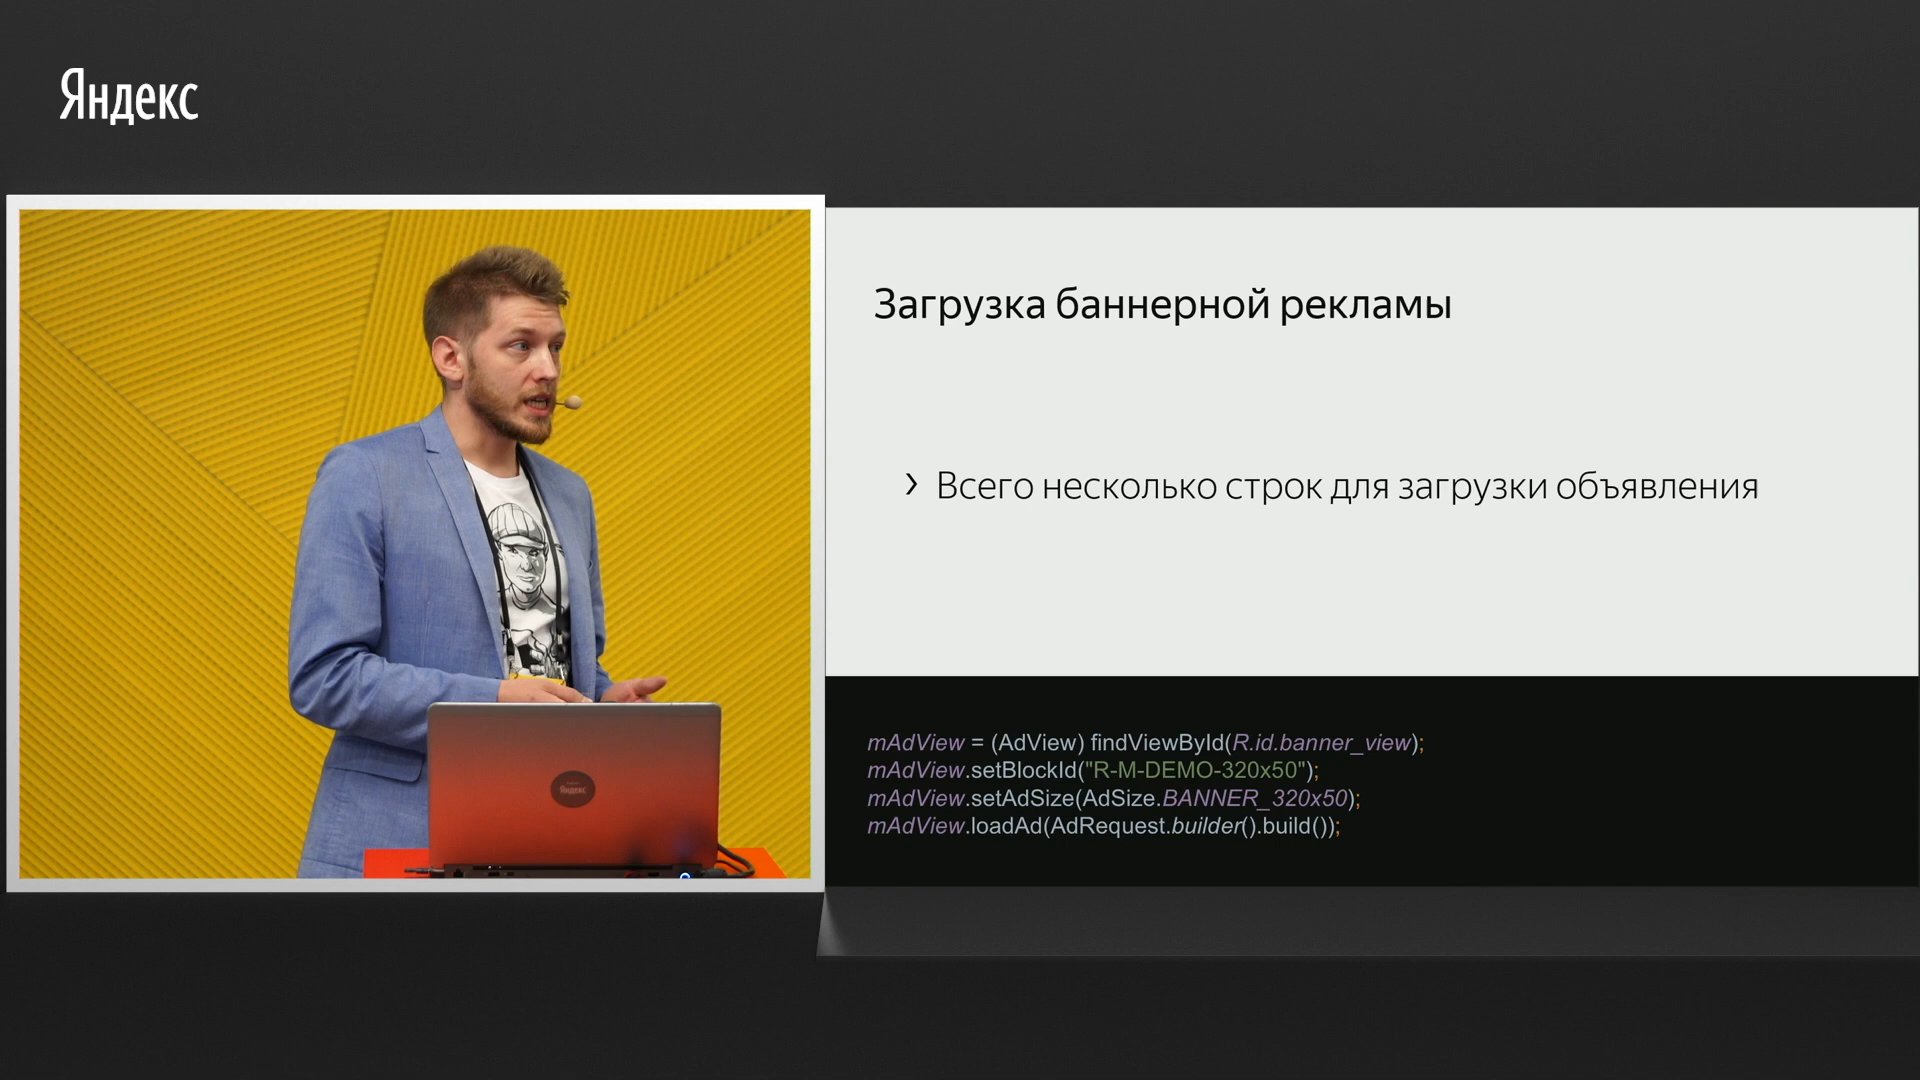 Яндекс
Загрузка баннерной рекламы
› Всего несколько строк для загрузки объявления
mAdView = (AdView) findViewById(R.id.banner_view);
mAdView.setBlockId("R-M-DEMO-320x50");
mAdView.setAdSize(AdSize.BANNER_320x50);
mAdView.loadAd(AdRequest.builder().build());
Яндекс